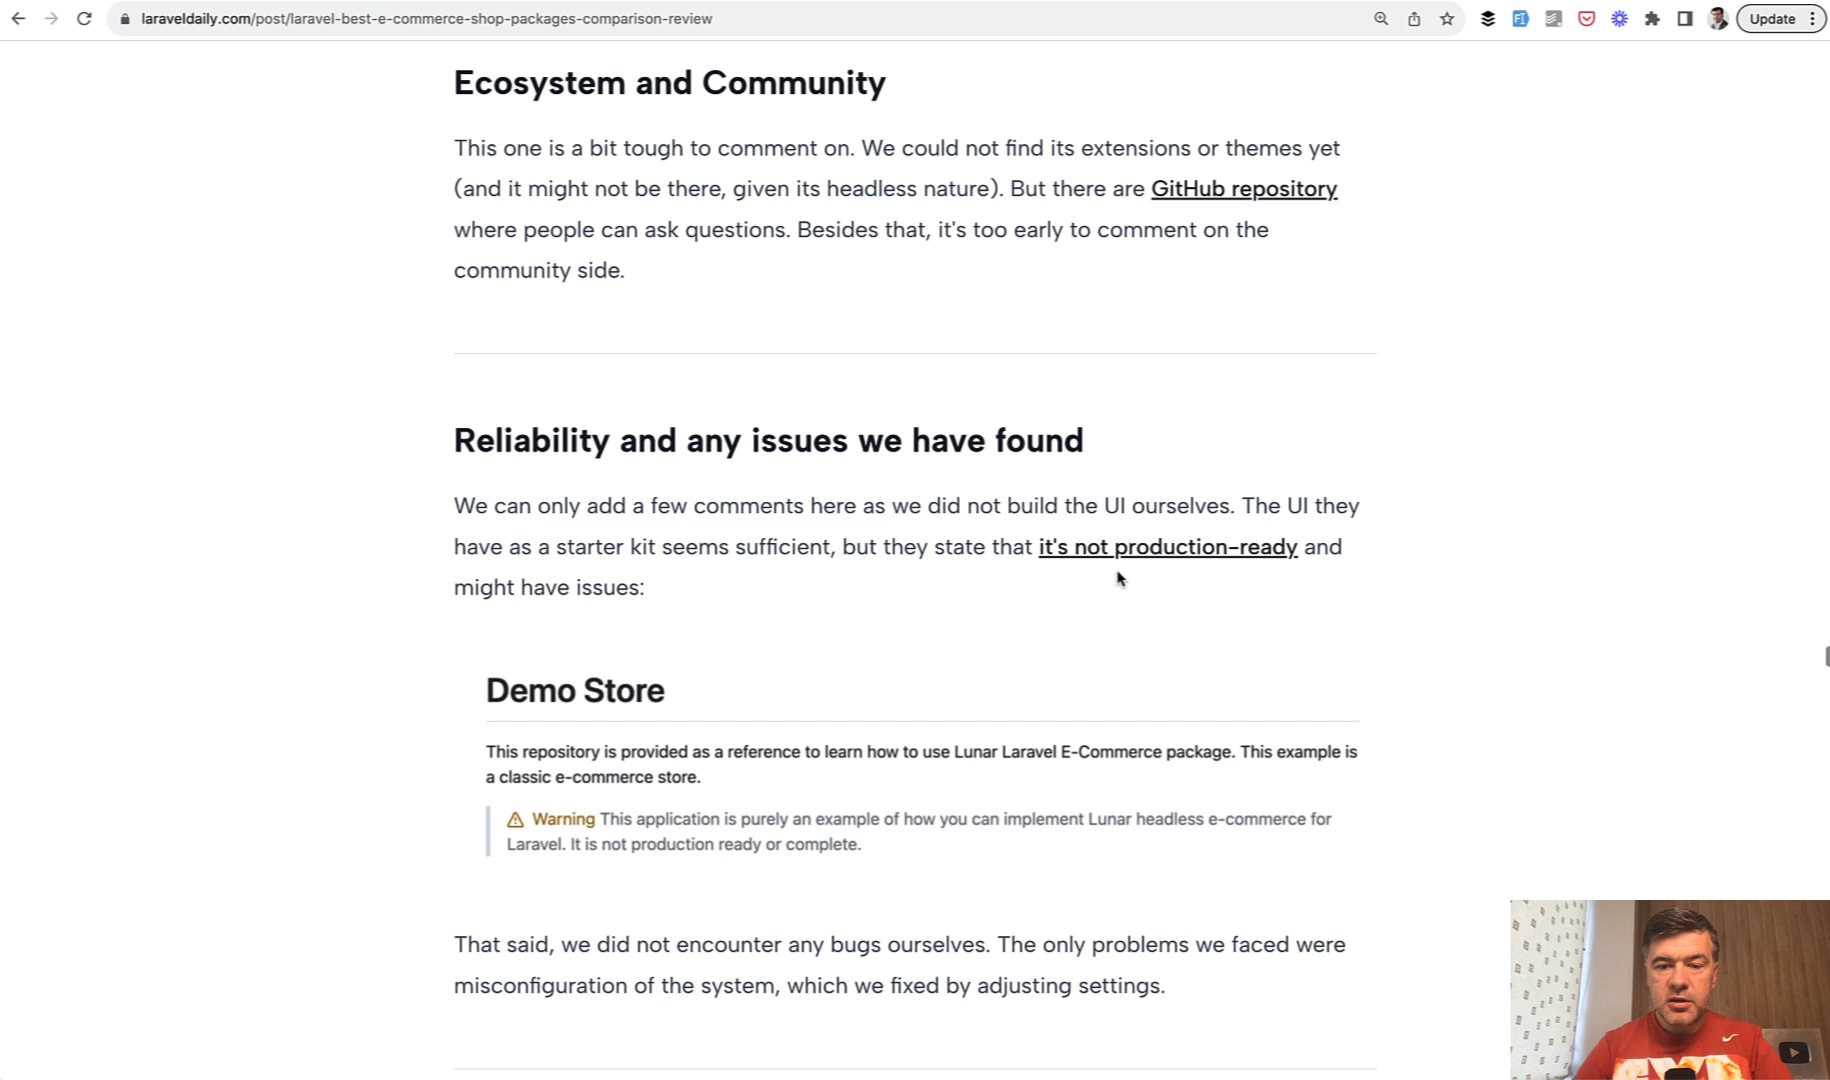 laraveldaily.com/post/laravel-best-e-commerce-shop-packages-comparison-review
Update
Ecosystem and Community
This one is a bit tough to comment on. We could not find its extensions or themes yet
(and it might not be there, given its headless nature). But there are GitHub repository
where people can ask questions. Besides that, it's too early to comment on the
community side.
Reliability and any issues we have found
We can only add a few comments here as we did not build the UI ourselves. The UI they
have as a starter kit seems sufficient, but they state that it's not production-ready and
might have issues:
Demo Store
This repository is provided as a reference to learn how to use Lunar Laravel E-Commerce package. This example is
a classic e-commerce store.
Warning This application is purely an example of how you can implement Lunar headless e-commerce for
Laravel. It is not production ready or complete.
That said, we did not encounter any bugs ourselves. The only problems we faced were
misconfiguration of the system, which we fixed by adjusting settings.